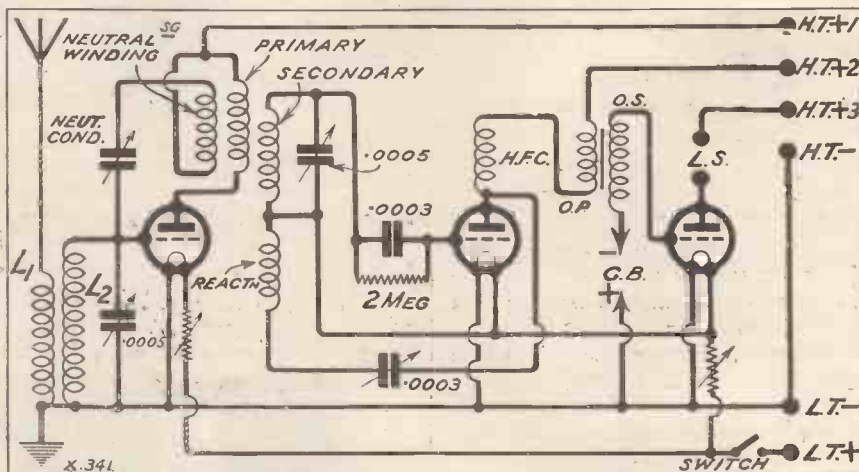 NEUTRAL
WINDING
SG
PRIMARY
SECONDARY
NEUT.
COND.
.0005
.0003
H.F.C.
O.P.
O.S.
L.S.
H.T.+1
H.T.+2
H.T.+3
H.T.-
L1
L2
.0005
REACTN
2 MEG
.0003
-
G.B.
+
L.T.-
L.T.+
SWITCH
X.341.